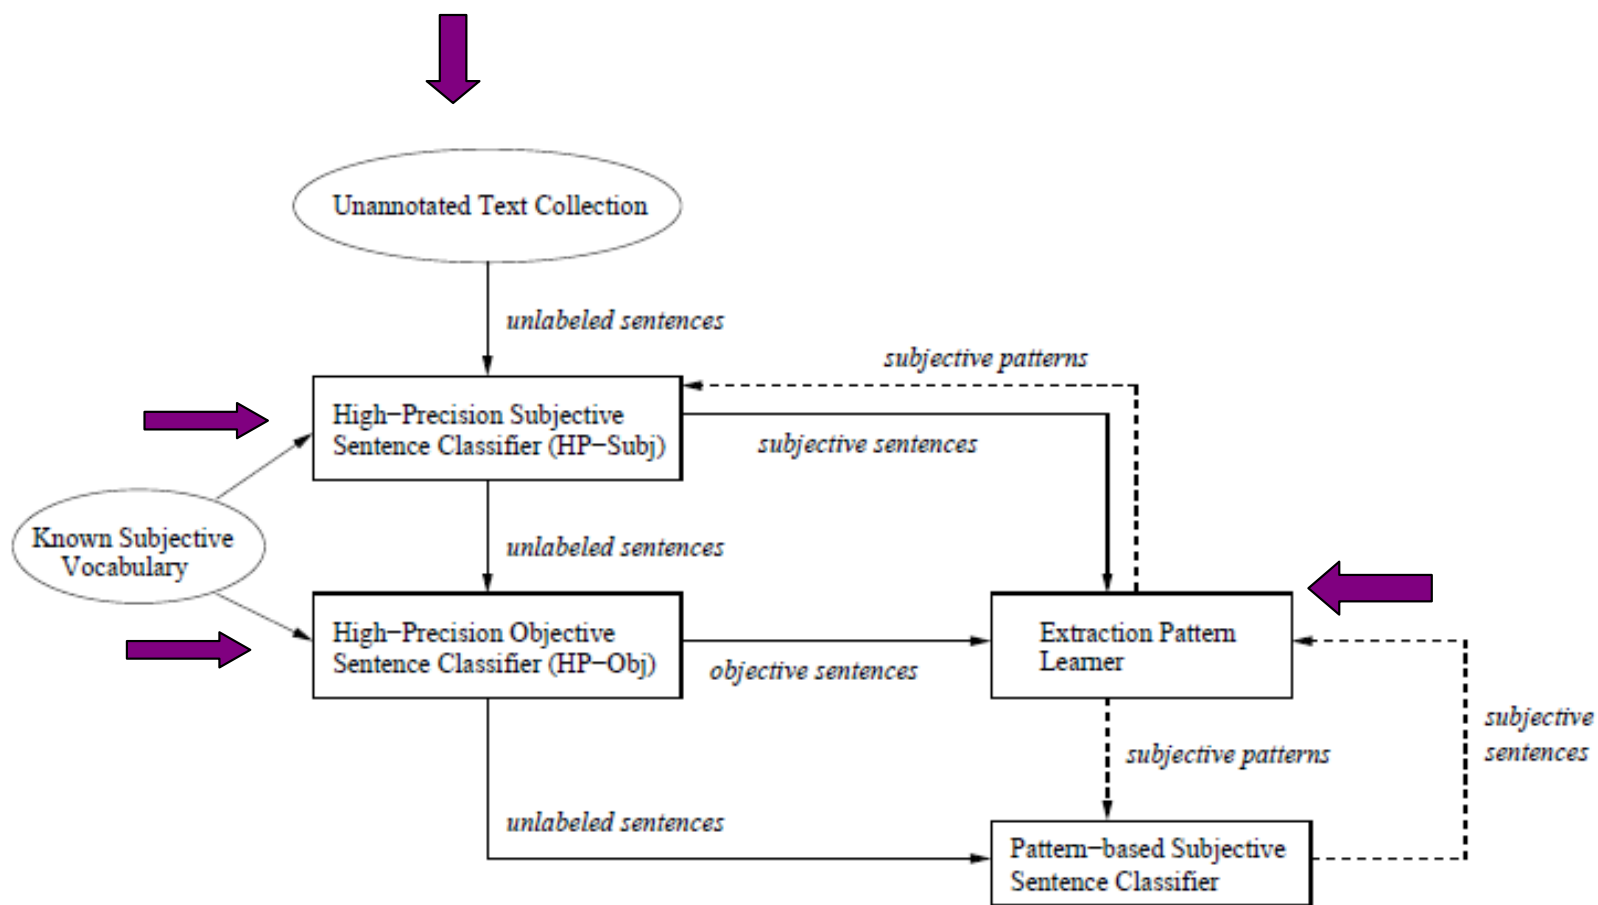 Unannotated Text Collection
unlabeled sentences
subjective patterns
High−Precision Subjective
Sentence Classifier (HP−Subj)
subjective sentences
Known Subjective
Vocabulary
unlabeled sentences
High−Precision Objective
Sentence Classifier (HP−Obj)
objective sentences
Extraction Pattern
Learner
subjective
sentences
subjective patterns
unlabeled sentences
Pattern−based Subjective
Sentence Classifier